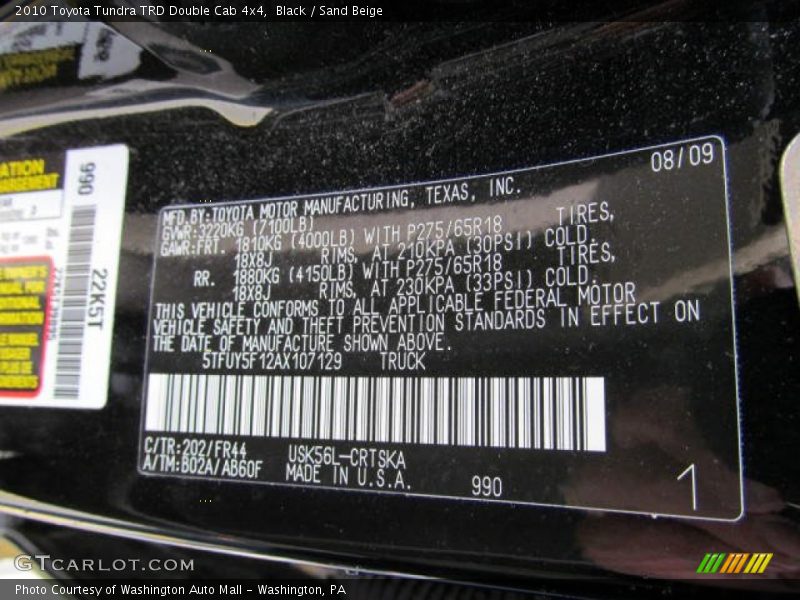 2010 Toyota Tundra TRD Double Cab 4x4, Black / Sand Beige
08/09
MFD.BY:TOYOTA MOTOR MANUFACTURING, TEXAS, INC.
GVWR:3220KG (7100LB)
GAWR:FRT. 1810KG (4000LB) WITH P275/65R18 TIRES,
18X8J RIMS, AT 210KPA (30PSI) COLD.
RR. 1880KG (4150LB) WITH P275/65R18 TIRES,
18X8J RIMS, AT 230KPA (33PSI) COLD.
THIS VEHICLE CONFORMS TO ALL APPLICABLE FEDERAL MOTOR
VEHICLE SAFETY AND THEFT PREVENTION STANDARDS IN EFFECT ON
THE DATE OF MANUFACTURE SHOWN ABOVE.
5TFUY5F12AX107129 TRUCK
C/TR:202/FR44 USK56L-CRTSKA
A/TM:B02A/AB60F MADE IN U.S.A. 990
1
990
22K5T
GTCARLOT.COM
Photo Courtesy of Washington Auto Mall - Washington, PA